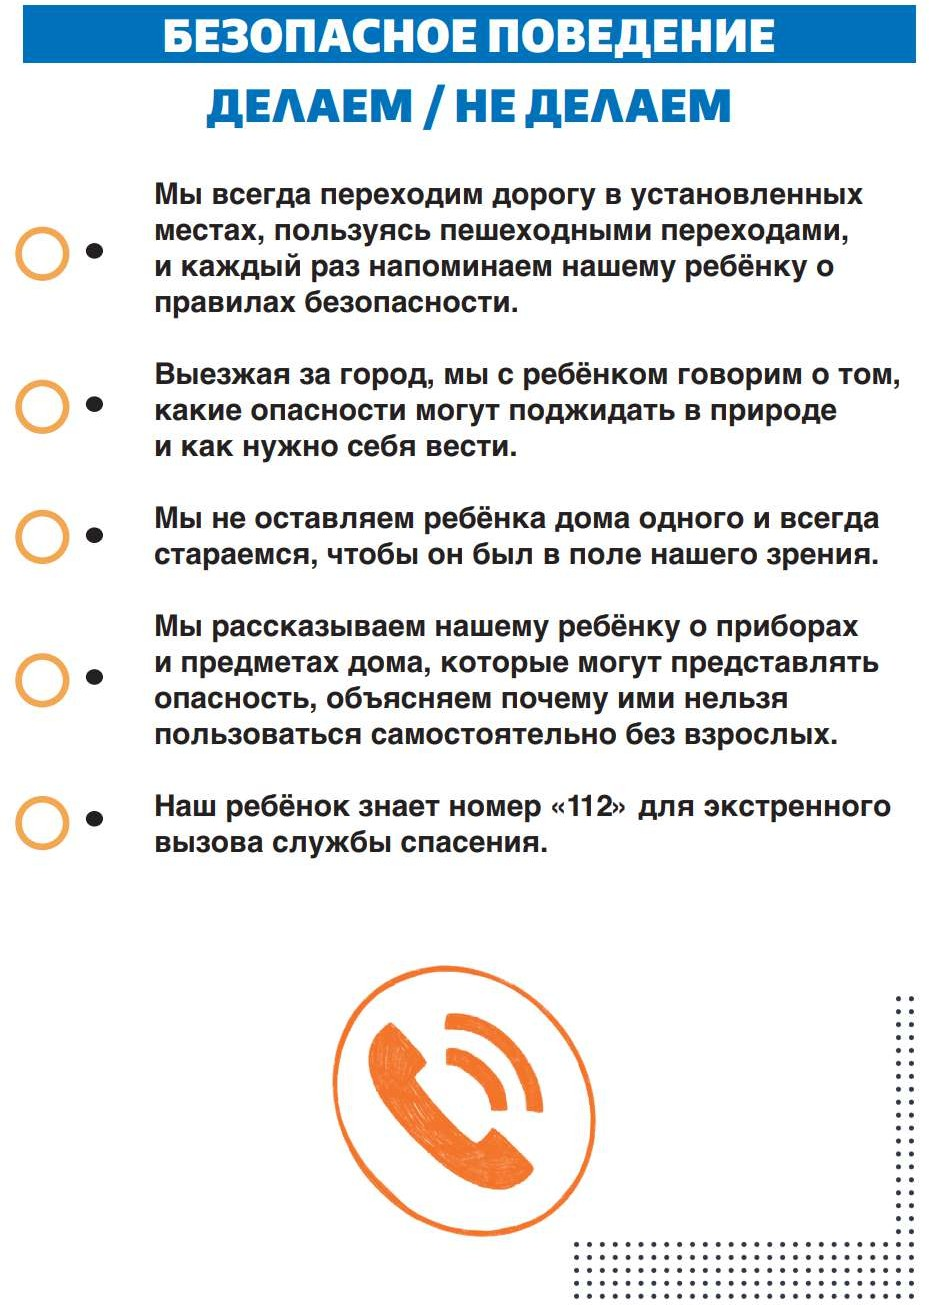 БЕЗОПАСНОЕ ПОВЕДЕНИЕ
ДЕЛАЕМ / НЕ ДЕЛАЕМ
Мы всегда переходим дорогу в установленных
местах, пользуясь пешеходными переходами,
и каждый раз напоминаем нашему ребёнку о
правилах безопасности.
Выезжая за город, мы с ребёнком говорим о том,
какие опасности могут поджидать в природе
и как нужно себя вести.
Мы не оставляем ребёнка дома одного и всегда
стараемся, чтобы он был в поле нашего зрения.
Мы рассказываем нашему ребёнку о приборах
и предметах дома, которые могут представлять
опасность, объясняем почему ими нельзя
пользоваться самостоятельно без взрослых.
Наш ребёнок знает номер «112» для экстренного
вызова службы спасения.